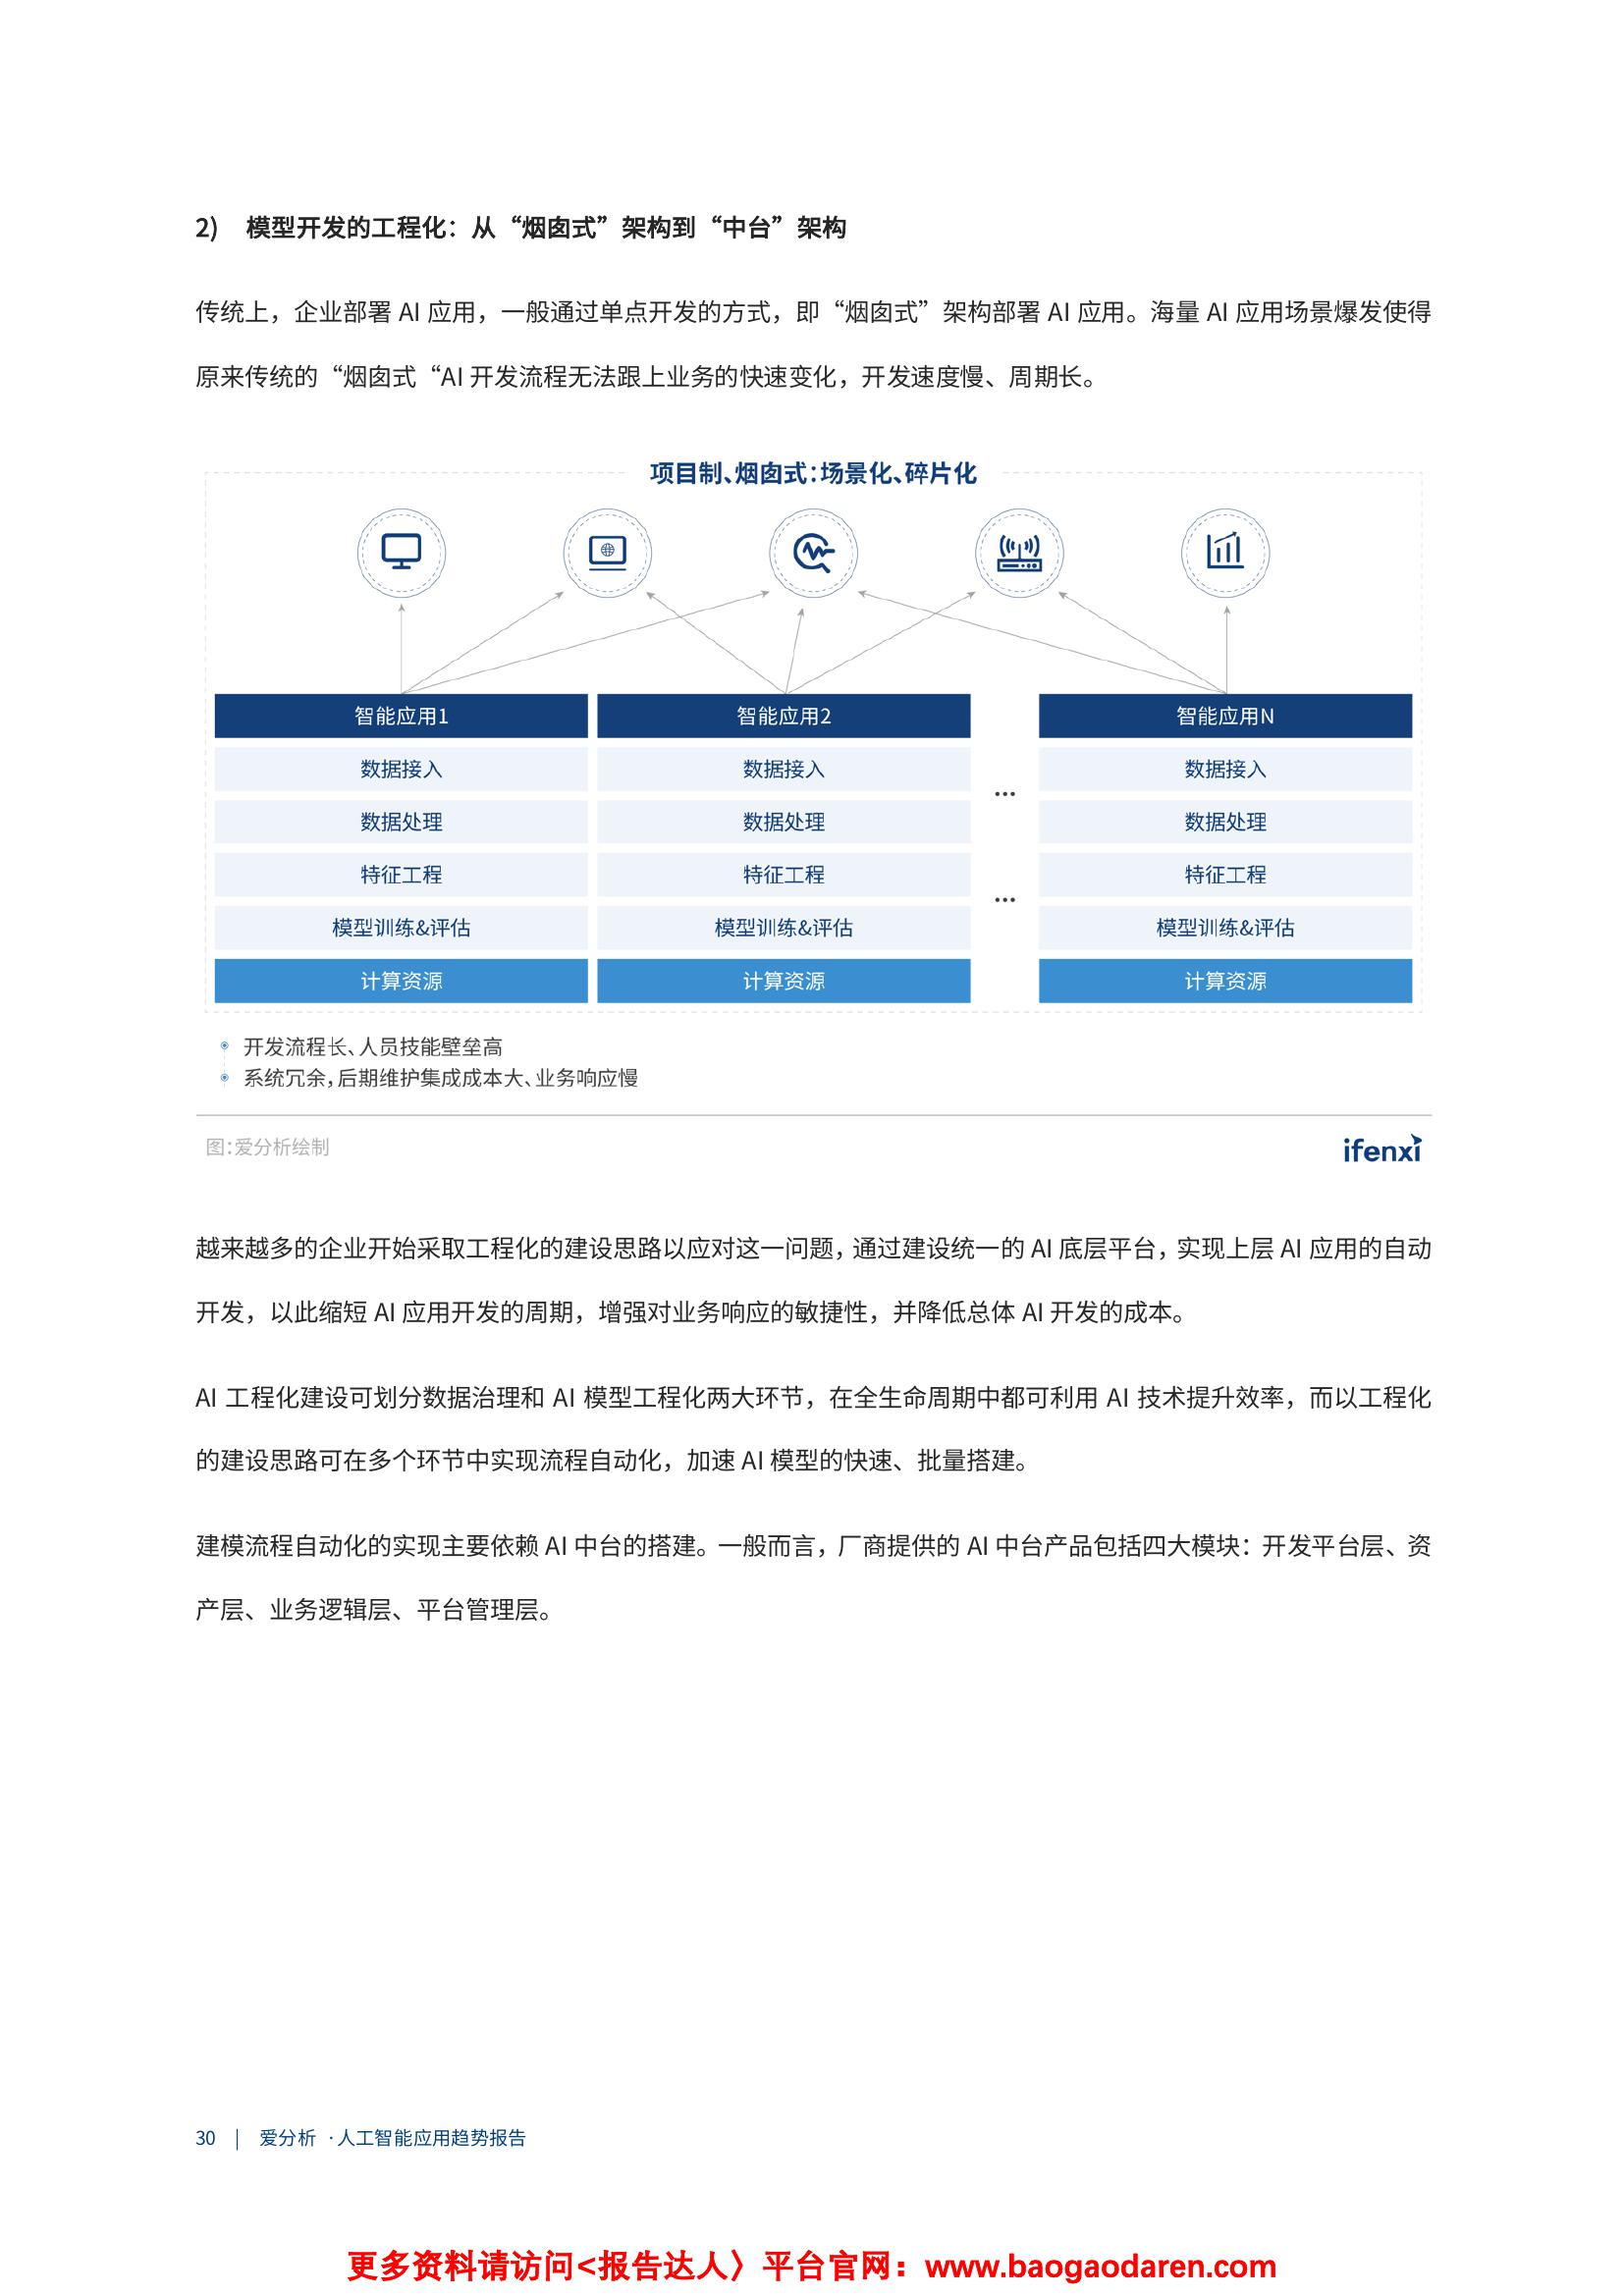 2) 模型开发的工程化：从“烟囱式”架构到“中台”架构
传统上，企业部署 AI 应用，一般通过单点开发的方式，即“烟囱式”架构部署 AI 应用。海量 AI 应用场景爆发使得
原来传统的“烟囱式“AI 开发流程无法跟上业务的快速变化，开发速度慢、周期长。
项目制、烟囱式：场景化、碎片化
智能应用1
智能应用2
智能应用N
数据接入
数据接入
数据接入
...
数据处理
数据处理
数据处理
特征工程
特征工程
特征工程
...
模型训练&评估
模型训练&评估
模型训练&评估
计算资源
计算资源
计算资源
开发流程长、人员技能壁垒高
系统冗余，后期维护集成成本大、业务响应慢
图：爱分析绘制
ifenxi
越来越多的企业开始采取工程化的建设思路以应对这一问题，通过建设统一的 AI 底层平台，实现上层 AI 应用的自动
开发，以此缩短 AI 应用开发的周期，增强对业务响应的敏捷性，并降低总体 AI 开发的成本。
AI 工程化建设可划分数据治理和 AI 模型工程化两大环节，在全生命周期中都可利用 AI 技术提升效率，而以工程化
的建设思路可在多个环节中实现流程自动化，加速 AI 模型的快速、批量搭建。
建模流程自动化的实现主要依赖 AI 中台的搭建。一般而言，厂商提供的 AI 中台产品包括四大模块：开发平台层、资
产层、业务逻辑层、平台管理层。
30 | 爱分析 ·人工智能应用趋势报告
更多资料请访问<报告达人〉平台官网：www.baogaodaren.com